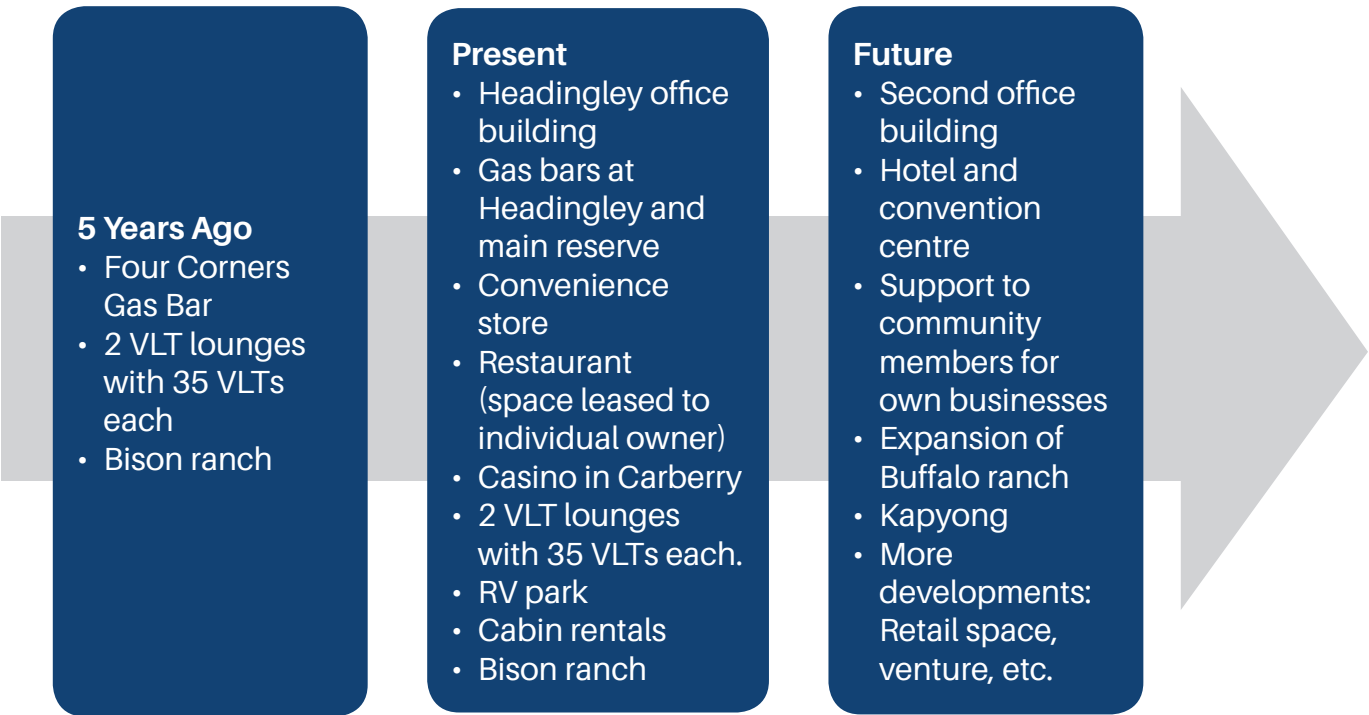 5 Years Ago
• Four Corners
Gas Bar
• 2 VLT lounges
with 35 VLTs
each
• Bison ranch
Present
• Headingley office
building
• Gas bars at
Headingley and
main reserve
• Convenience
store
• Restaurant
(space leased to
individual owner)
• Casino in Carberry
• 2 VLT lounges
with 35 VLTs each.
• RV park
• Cabin rentals
• Bison ranch
Future
• Second office
building
• Hotel and
convention
centre
• Support to
community
members for
own businesses
• Expansion of
Buffalo ranch
• Kapyong
• More
developments:
Retail space,
venture, etc.